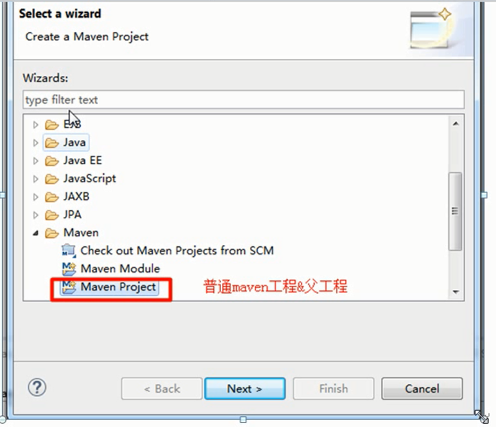 Select a wizard
Create a Maven Project
Wizards:
type filter text
EJB
Java
Java EE
JavaScript
JAXB
JPA
Maven
Check out Maven Projects from SCM
Maven Module
Maven Project 普通maven工程&父工程
?
< Back Next > Finish Cancel